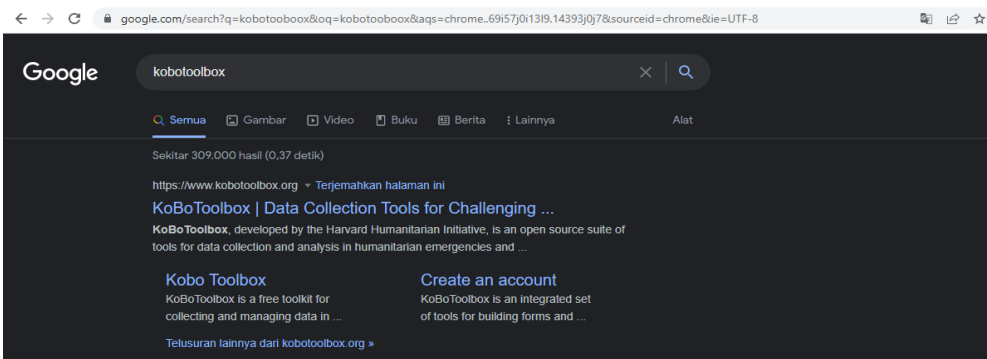 google.com/search?q=kobotooboox&oq=kobotooboox&aqs=chrome..69i57j0i13l9.14393j0j7&sourceid=chrome&ie=UTF-8
Google
kobotoolbox
Semua Gambar Video Buku Berita Lainnya Alat
Sekitar 309.000 hasil (0,37 detik)
https://www.kobotoolbox.org Terjemahkan halaman ini
KoBoToolbox | Data Collection Tools for Challenging ...
KoBoToolbox, developed by the Harvard Humanitarian Initiative, is an open source suite of
tools for data collection and analysis in humanitarian emergencies and ...
Kobo Toolbox
KoBoToolbox is a free toolkit for
collecting and managing data in ...
Create an account
KoBoToolbox is an integrated set
of tools for building forms and ...
Telusuran lainnya dari kobotoolbox.org »